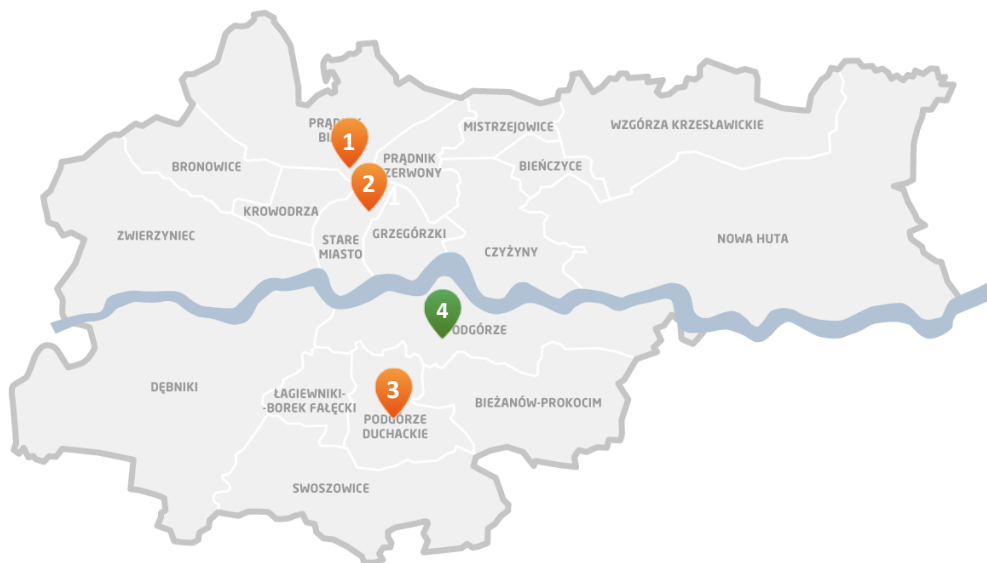 MISTRZEJOWICE
WZGÓRZA KRZESŁAWICKIE
PRĄDNIK
1
BRONOWICE
PRĄDNIK
BIEŃCZYCE
2
KROWODRZA
ZWIERZYNIEC
STARE
MIASTO
GRZEGÓRZKI
CZYŻYNY
NOWA HUTA
4
DĘBNIKI
3
ŁAGIEWNIKI-
-BOREK FAŁĘCKI
BIEŻANÓW-PROKOCIM
PODGÓRZE
DUCHACKIE
SWOSZOWICE